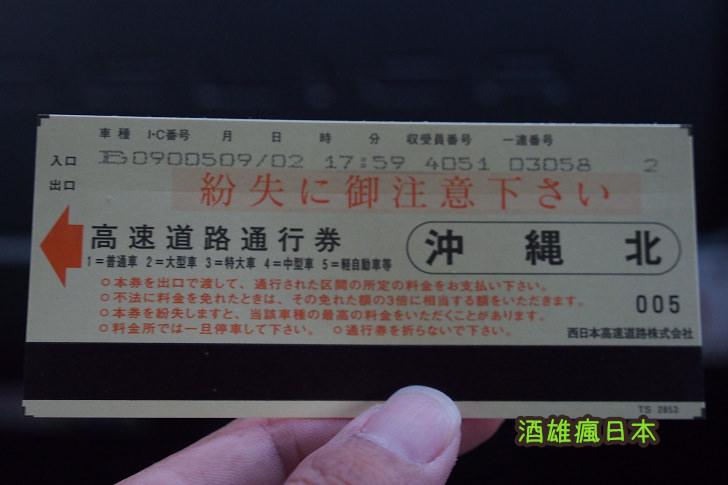 車種 I・C番号 月 日 時 分 収受員番号 一連番号
入口 0900509/02 17:59 4051 03058 2
出口
紛失に御注意下さい
高速道路通行券
沖縄北
1=普通車 2=大型車 3=特大車 4=中型車 5=軽自動車等
○本券を出口で渡して、通行された区間の所定の料金をお支払い下さい。
○不法に料金を免れたときは、その免れた額の3倍に相当する額をいただきます。
○本券を紛失しますと、当該車種の最高の料金をいただくことがあります。
○料金所では一旦停車して下さい。 ○通行券を折らないで下さい。
005
西日本高速道路株式会社
TS 2853
酒雄瘋日本